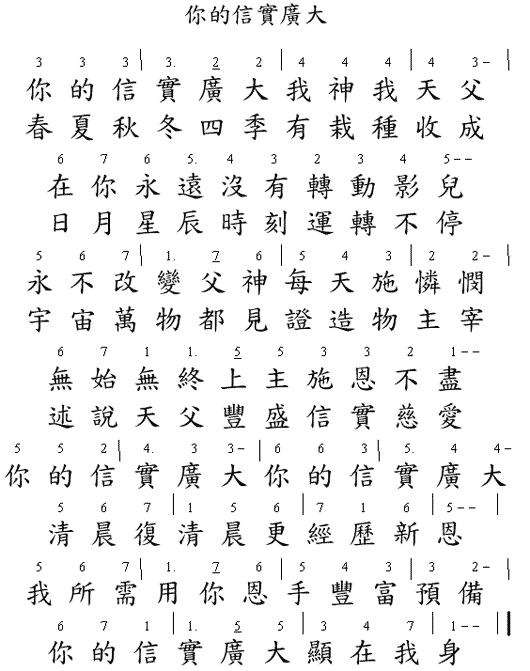 你的信實廣大
3 3 3 | 3. 2 2 | 4 4 4 | 4 3 – |
你的信實廣大我神我天父
春夏秋冬四季有栽種收成
6 7 6 5. 4 3 2 3 4 5 – –
在你永遠沒有轉動影兒
日月星辰時刻運轉不停
5 6 7 | 1. 7 6 | 5 4 3 | 2 2 – |
永不改變父神每天施憐憫
宇宙萬物都見證造物主宰
6 7 1 1. 5 5 3 3 2 1 – –
無始無終上主施恩不盡
述說天父豐盛信實慈愛
5 5 2 | 4. 3 3 – | 6 6 3 | 5. 4 4 –
你的信實廣大你的信實廣大
5 6 7 | 1 5 6 | 7 1 6 | 5 – – |
清晨復清晨更經歷新恩
5 6 7 | 1. 7 6 | 5 4 3 | 3 2 2 |
我所需用你恩手豐富預備
6 7 1 | 1. 5 5 | 3 4 7 | 1 – – |
你的信實廣大顯在我身